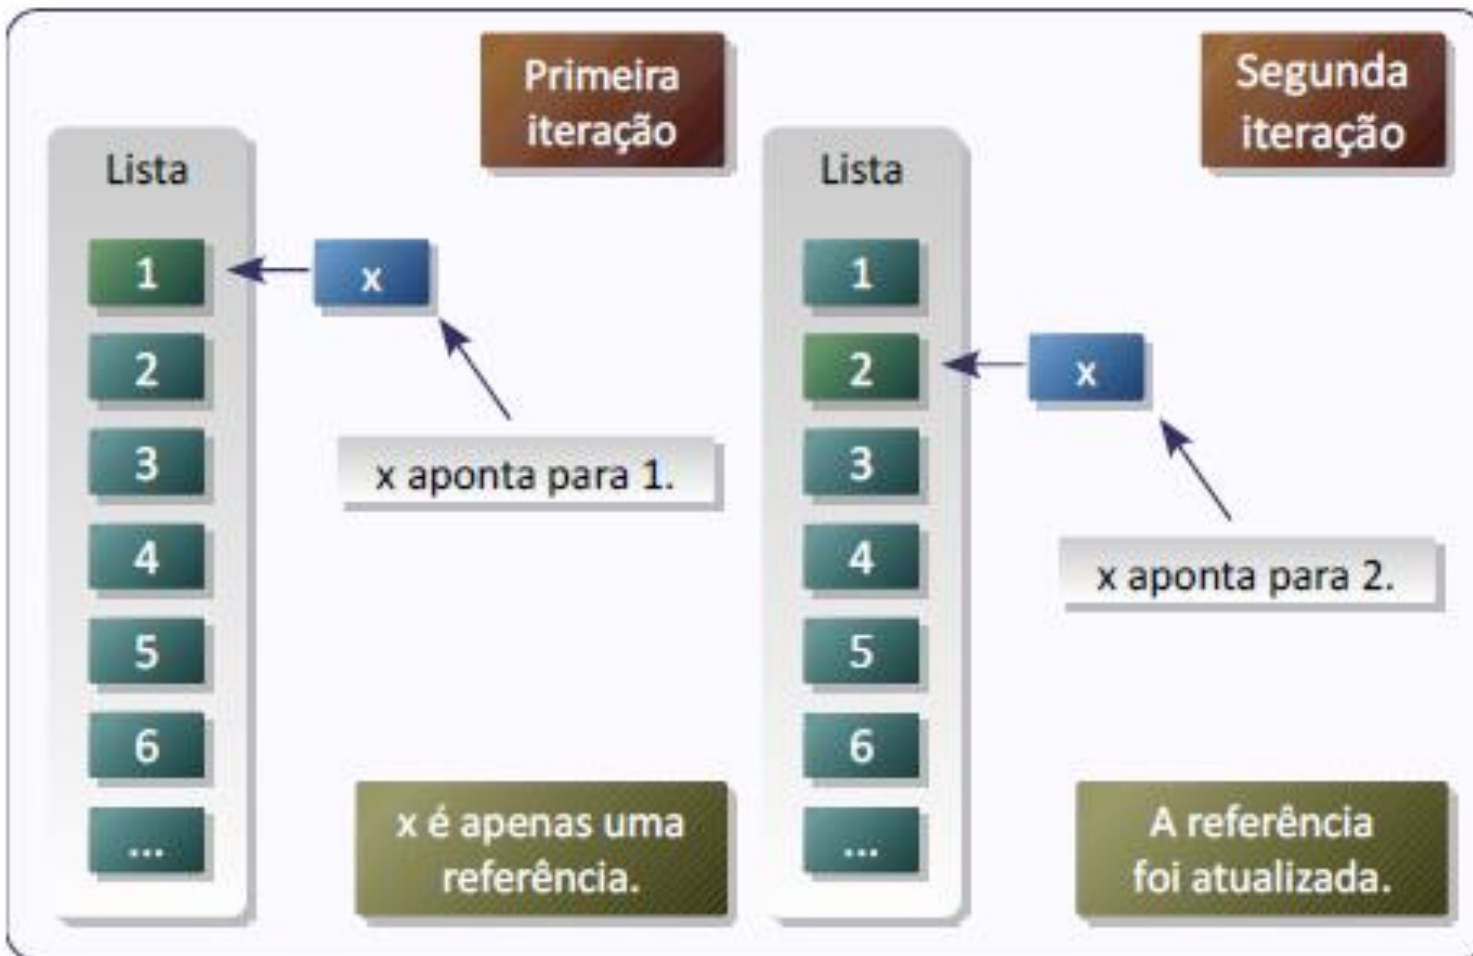 Primeira
iteração
Lista
1
x
2
x aponta para 1.
3
4
5
6
...
x é apenas uma
referência.
Segunda
iteração
Lista
1
2
x
3
4
x aponta para 2.
5
6
...
A referência
foi atualizada.